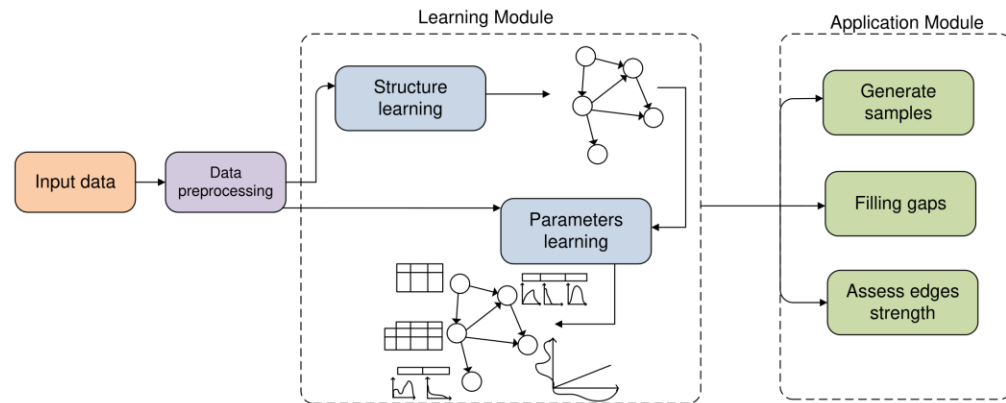 Learning Module
Application Module
Structure
learning
Generate
samples
Input data
Data
preprocessing
Filling gaps
Parameters
learning
Assess edges
strength